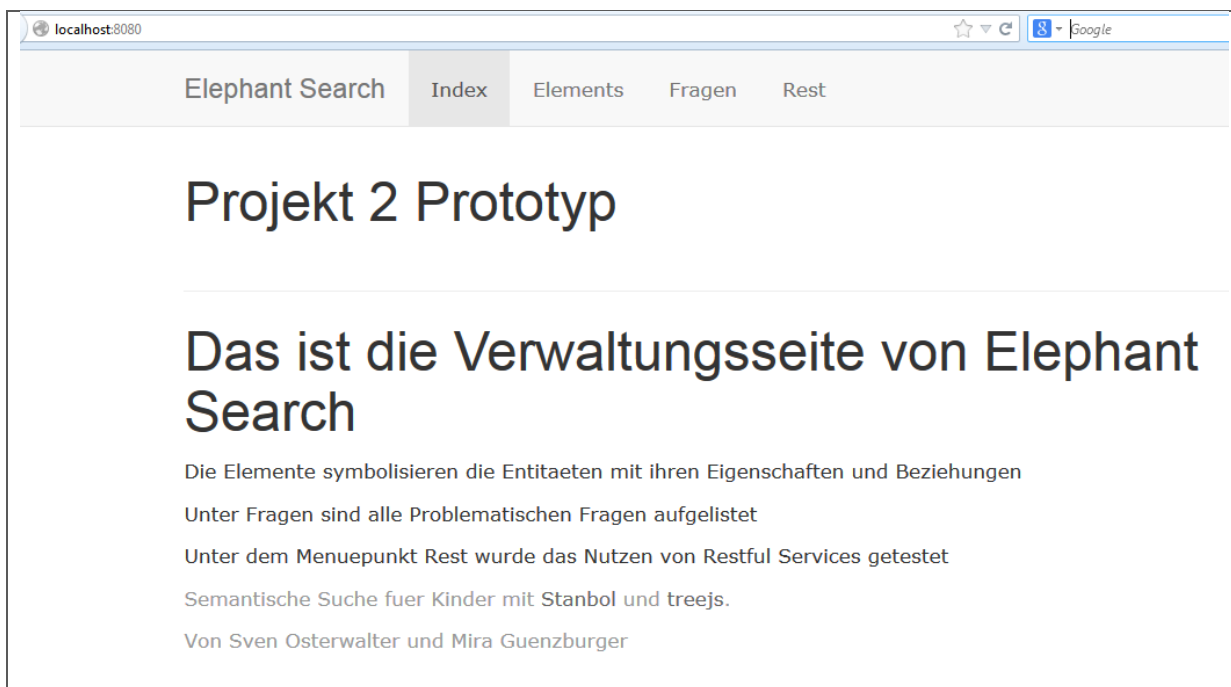 localhost:8080
Google
Elephant Search Index Elements Fragen Rest
Projekt 2 Prototyp
Das ist die Verwaltungsseite von Elephant
Search
Die Elemente symbolisieren die Entitaeten mit ihren Eigenschaften und Beziehungen
Unter Fragen sind alle Problematischen Fragen aufgelistet
Unter dem Menuepunkt Rest wurde das Nutzen von Restful Services getestet
Semantische Suche fuer Kinder mit Stanbol und treejs.
Von Sven Osterwalter und Mira Guenzburger